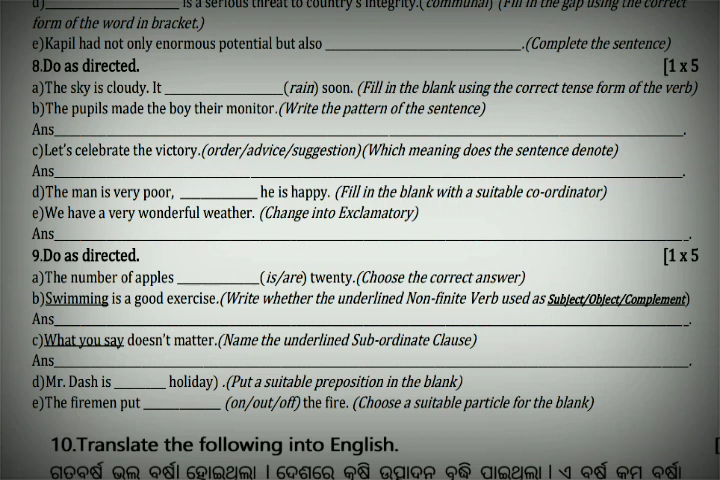 d)____________________ is a serious threat to country's integrity.( communal) (Fill in the gap using the correct
form of the word in bracket.)
e)Kapil had not only enormous potential but also ______________________________.(Complete the sentence)
8.Do as directed. [1 x 5
a)The sky is cloudy. It __________________(rain) soon. (Fill in the blank using the correct tense form of the verb)
b)The pupils made the boy their monitor.(Write the pattern of the sentence)
Ans______________________________________________________________.
c)Let's celebrate the victory.(order/advice/suggestion)(Which meaning does the sentence denote)
Ans______________________________________________________________.
d)The man is very poor, ____________ he is happy. (Fill in the blank with a suitable co-ordinator)
e)We have a very wonderful weather. (Change into Exclamatory)
Ans______________________________________________________________.
9.Do as directed. [1 x 5
a)The number of apples _____________(is/are) twenty.(Choose the correct answer)
b)Swimming is a good exercise.(Write whether the underlined Non-finite Verb used as Subject/Object/Complement)
Ans______________________________________________________________.
c)What you say doesn't matter.(Name the underlined Sub-ordinate Clause)
Ans______________________________________________________________.
d)Mr. Dash is ________ holiday) .(Put a suitable preposition in the blank)
e)The firemen put ____________ (on/out/off) the fire. (Choose a suitable particle for the blank)
10.Translate the following into English. [
ଗତବର୍ଷ ଭଲ ବର୍ଷା ହୋଇଥିଲା । ଦେଶରେ କୃଷି ଉତ୍ପାଦନ ବୃଦ୍ଧି ପାଇଥିଲା । ଏ ବର୍ଷ କମ ବର୍ଷା